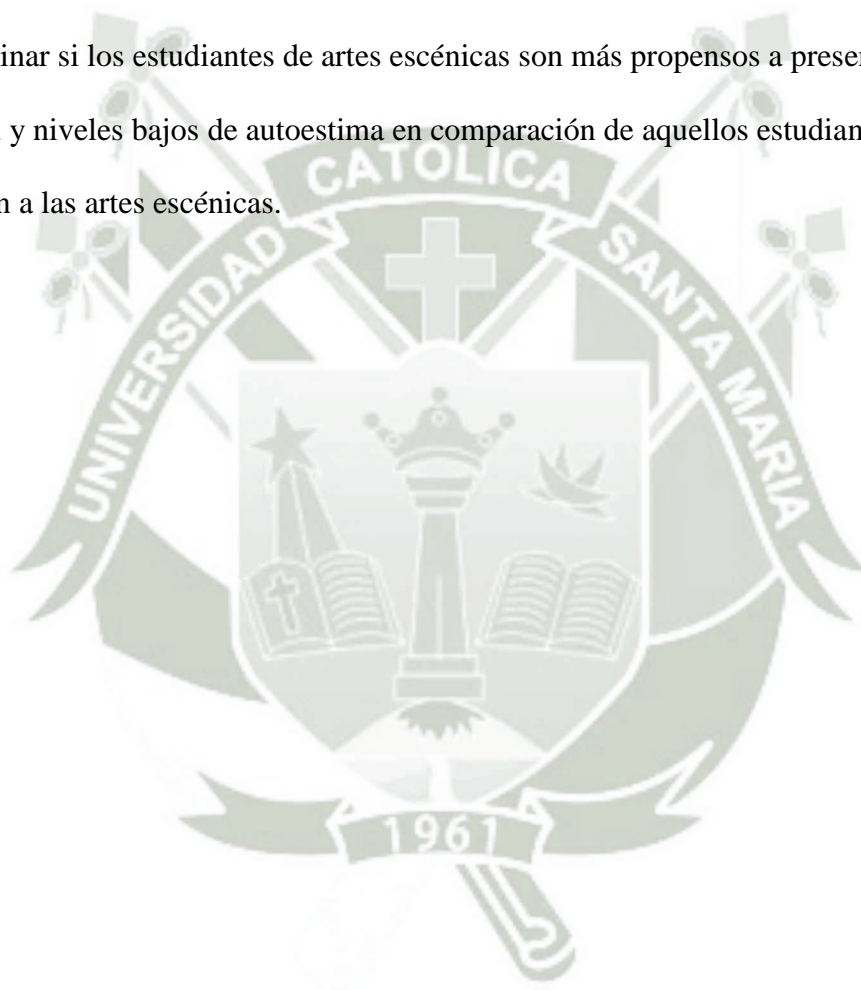 inar si los estudiantes de artes escénicas son más propensos a prese
y niveles bajos de autoestima en comparación de aquellos estudian
n a las artes escénicas.
CATOLICA
UNIVERSIDAD
SANTA MARIA
1961